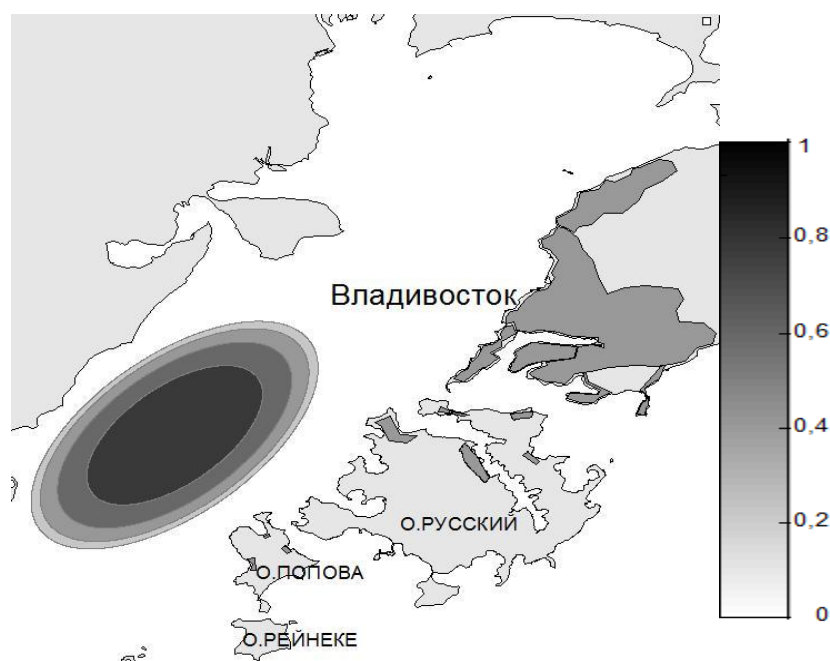 1
0,8
Владивосток
0,6
0,4
О.РУССКИЙ
0,2
О.ПОПОВА
0
О.РЕЙНЕКЕ